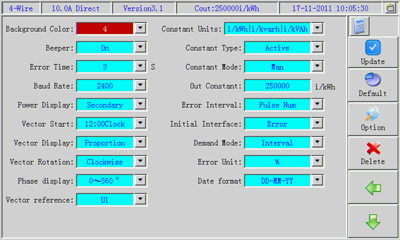 4-Wire 10.0A Direct Version3.1 Cout:250000i/kWh 17-11-2011 10:05:30
Background Color: 4 Constant Units: i/kWh|i/kvarh|i/kVAh
Beeper: On Constant Type: Active
Error Time: 3 S Constant Mode: Man
Baud Rate: 2400 Out Constant: 250000 i/kWh
Power Display: Secondary Error Interval: Pulse Num
Vector Start: 12:00Clock Initial Interface: Error
Vector Display: Proportion Demand Mode: Interval
Vector Rotation: Clockwise Error Unit: %
Phase display: 0～360° Date format DD-MM-YY
Vector reference: U1
Update
Default
Option
Delete